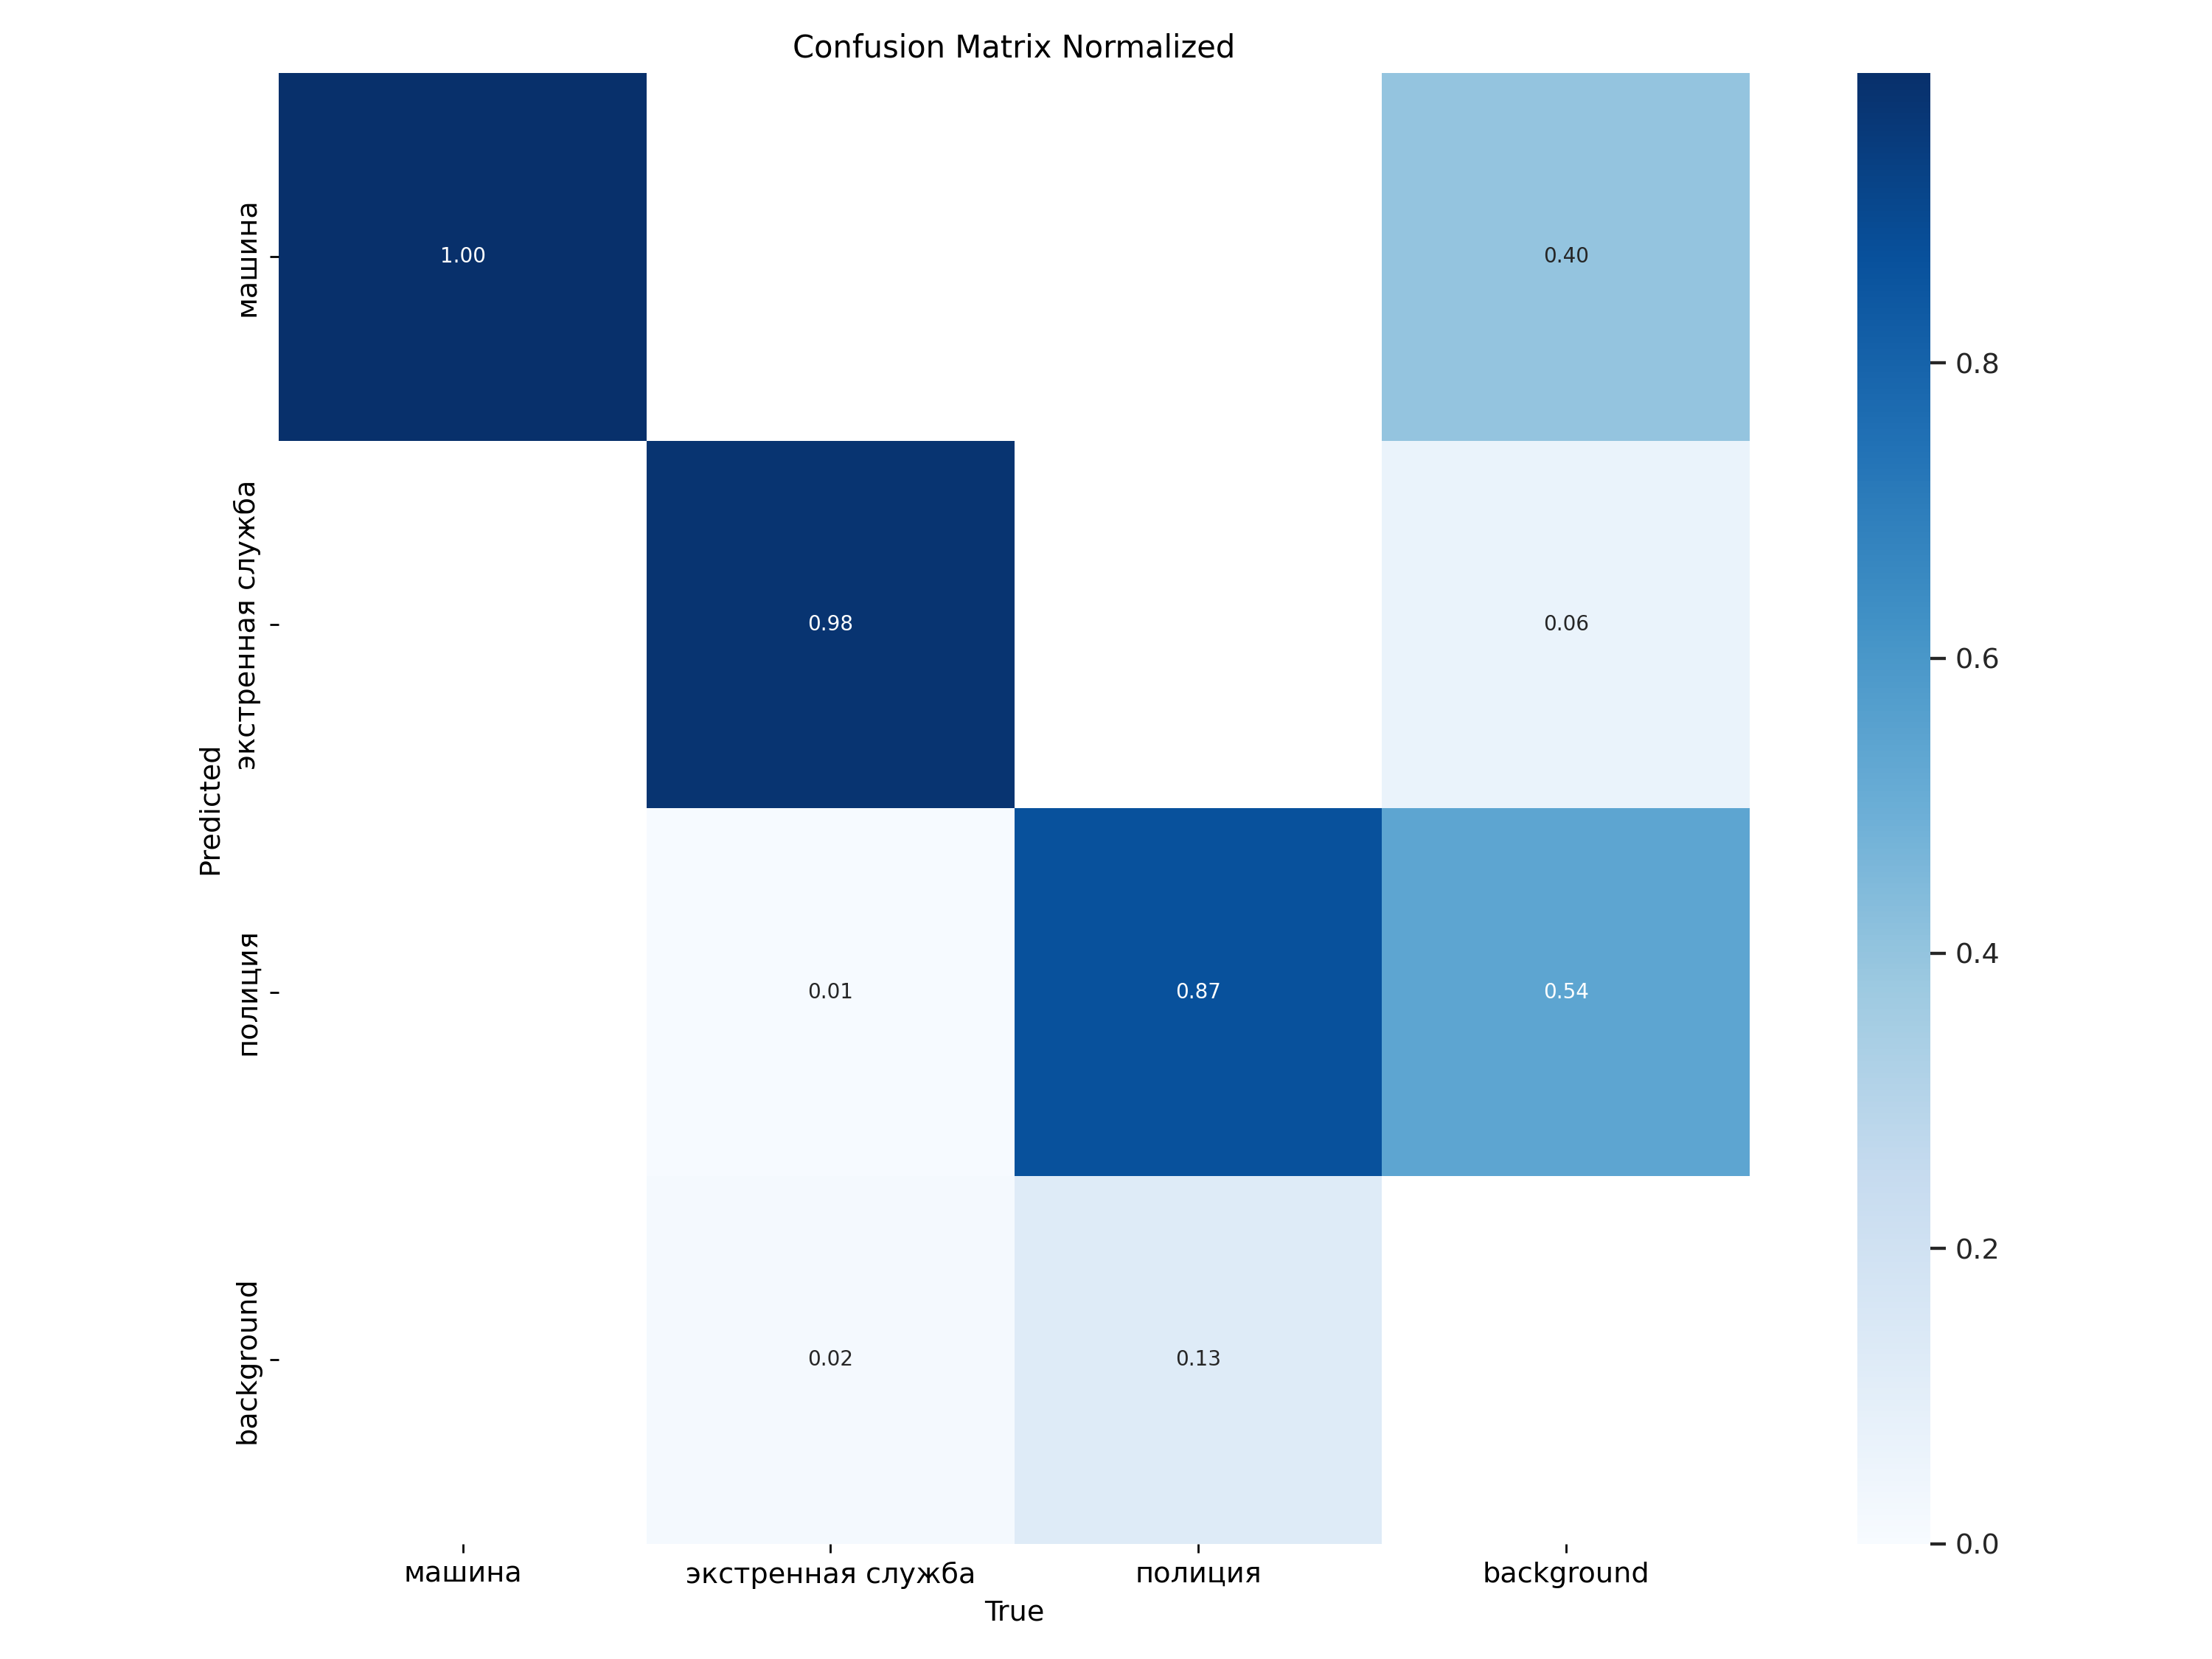 Confusion Matrix Normalized
машина
1.00
0.40
0.8
экстренная служба
0.98
0.06
0.6
Predicted
полиция
0.01
0.87
0.54
0.4
background
0.02
0.13
0.2
0.0
машина
экстренная служба
полиция
background
True